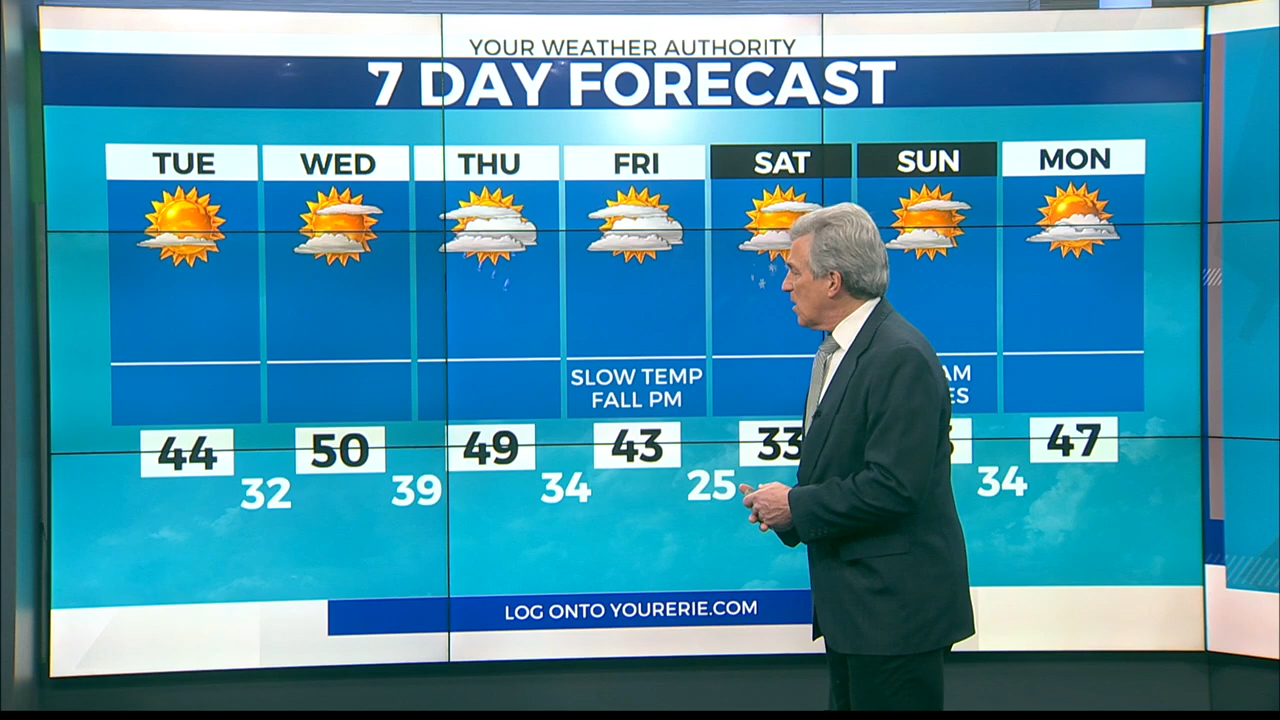 YOUR WEATHER AUTHORITY
7 DAY FORECAST
TUE WED THU FRI SAT SUN MON
SLOW TEMP
FALL PM
44 50 49 43 33 47
32 39 34 25 34
LOG ONTO YOURERIE.COM